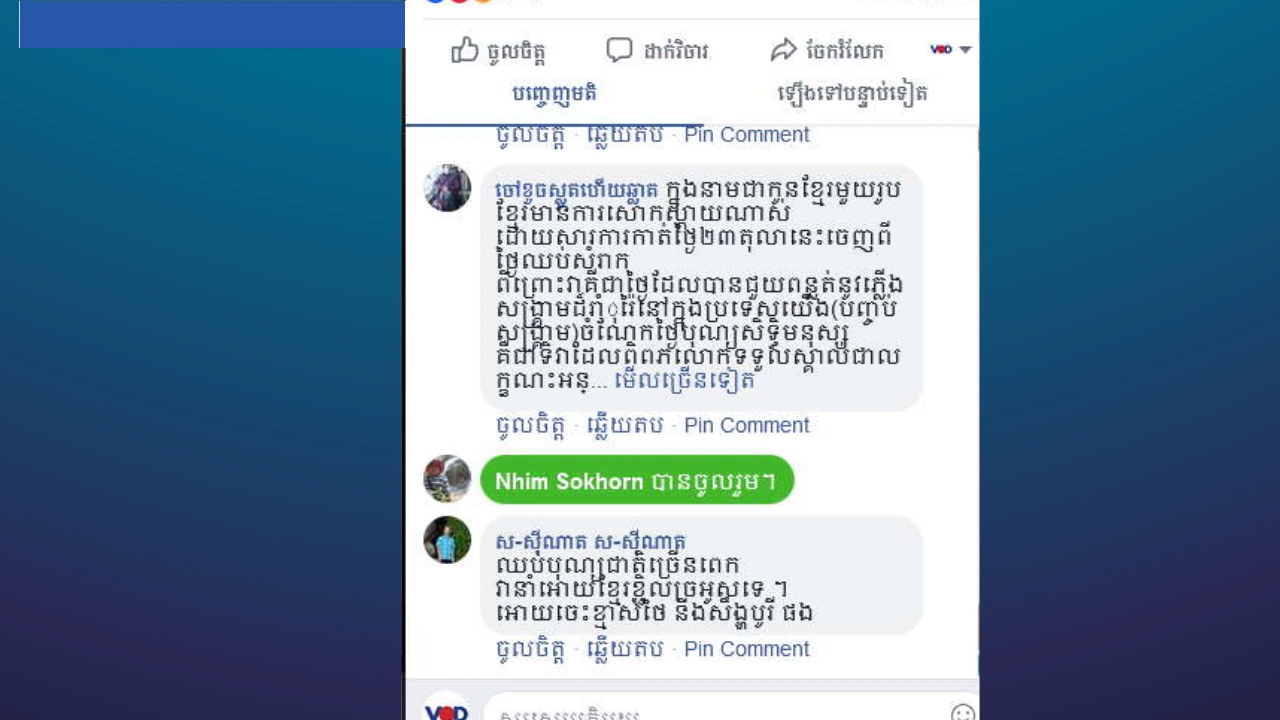 ចូលចិត្ត ដាក់វិចារ ចែករំលែក VOD
បញ្ចេញមតិ ឡើងទៅបន្ទាប់ទៀត
ចូលចិត្ត · ឆ្លើយតប · Pin Comment
ចៅខូចស្លូតហើយឆ្លាត ក្នុងនាមជាកូនខ្មែរមួយរូប
ខ្មែរមានការសោកស្ដាយណាស់
ដោយសារការកាត់ថ្ងៃ២៣តុលានេះចេញពី
ថ្ងៃឈប់សំរាក
ពីព្រោះវាគឺជាថ្ងៃដែលបានជួយពន្លត់នូវភ្លើង
សង្គ្រាមដ៏រ៉ាំរ៉ៃនៅក្នុងប្រទេសយើង(បញ្ចប់
សង្គ្រាម)ចំណែកថ្ងៃបុណ្យសិទ្ធិមនុស្ស
គឺជាទិវាដែលពិភពលោកទទួលស្គាល់ជាល
ក្ខណះអន្... មើលច្រើនទៀត
ចូលចិត្ត · ឆ្លើយតប · Pin Comment
Nhim Sokhorn បានចូលរួម។
ស-ស៊ីណាត ស-ស៊ីណាត
ឈប់បុណ្យជាតិច្រើនពេក
វានាំអោយខ្មែរខ្ជិលច្រអូសទេ ។
អោយចេះខ្មាស់ថៃ និងសឹង្ហបូរី ផង
ចូលចិត្ត · ឆ្លើយតប · Pin Comment
VOD